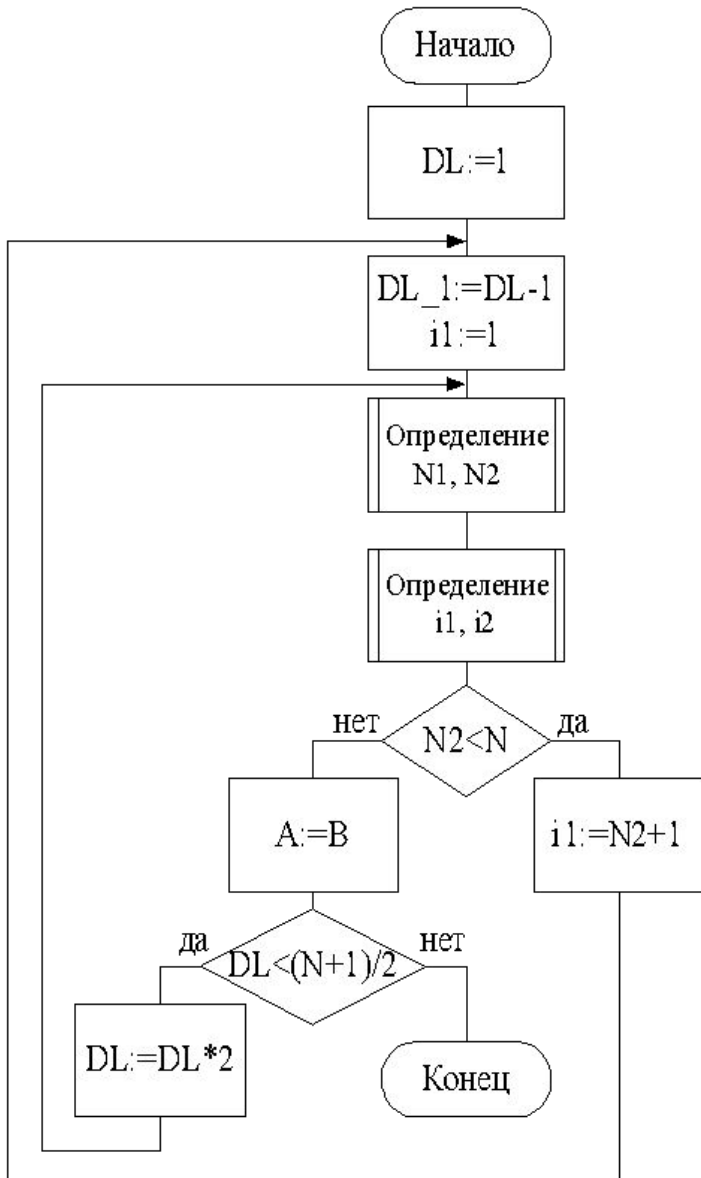 Начало
DL:=1
DL_1:=DL-1
i1:=1
Определение
N1, N2
Определение
i1, i2
нет
N2<N
да
A:=B
i1:=N2+1
да
DL<(N+1)/2
нет
DL:=DL*2
Конец